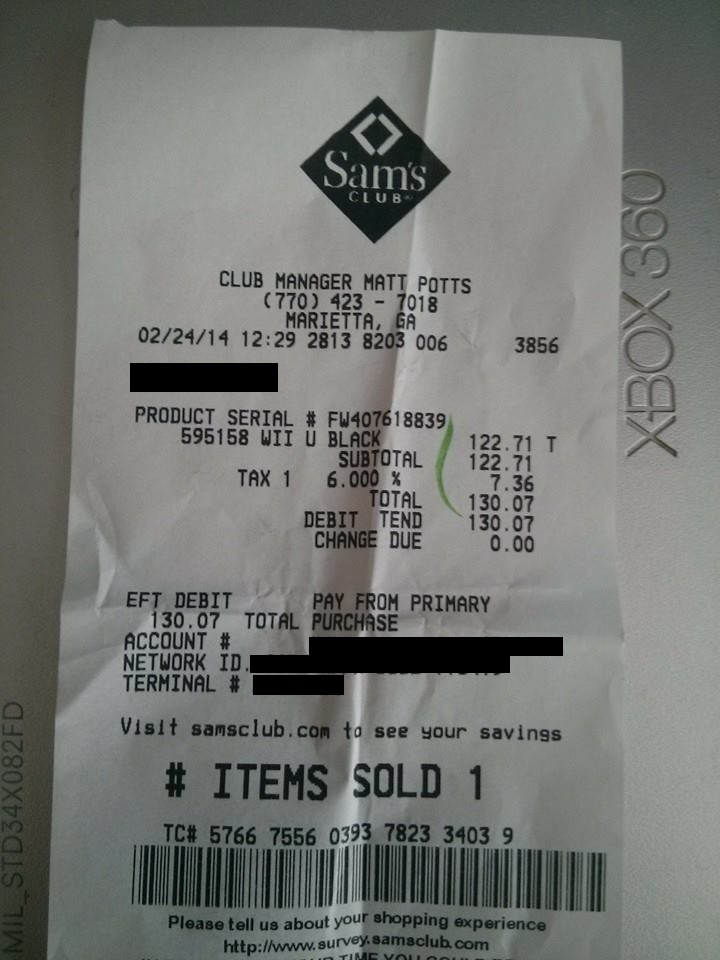 Sam's
CLUB
CLUB MANAGER MATT POTTS
(770) 423 - 7018
MARIETTA, GA
02/24/14 12:29 2813 8203 006 3856
PRODUCT SERIAL # FW407618839
595158 WII U BLACK 122.71 T
SUBTOTAL 122.71
TAX 1 6.000 % 7.36
TOTAL 130.07
DEBIT TEND 130.07
CHANGE DUE 0.00
EFT DEBIT PAY FROM PRIMARY
130.07 TOTAL PURCHASE
ACCOUNT #
NETWORK ID.
TERMINAL #
Visit samsclub.com to see your savings
# ITEMS SOLD 1
TC# 5766 7556 0393 7823 3403 9
Please tell us about your shopping experience
http://www.survey.samsclub.com
TIME YOU COULD
XBOX 360
MIL_STD34X082FD